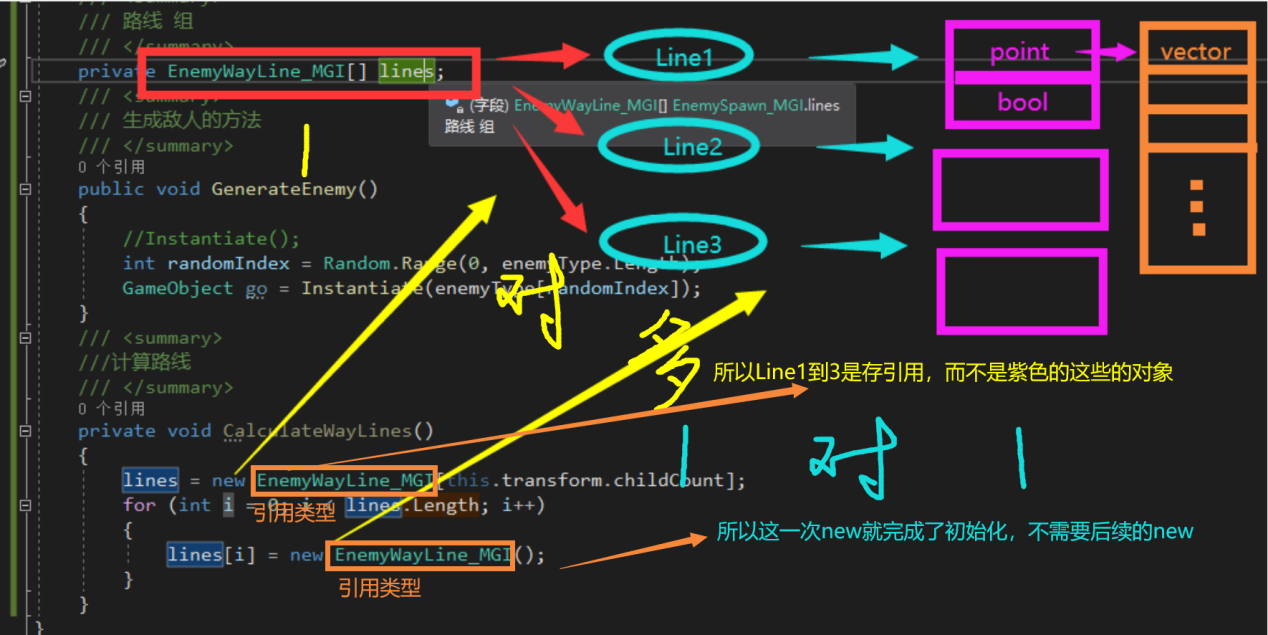 /// 路线 组
/// </summary>
private EnemyWayLine_MGI[] lines;
/// <summary>
(字段) EnemyWayLine_MGI[] EnemySpawn_MGI.lines
路线 组
/// 生成敌人的方法
/// </summary>
0 个引用
public void GenerateEnemy()
{
//Instantiate();
int randomIndex = Random.Range(0, enemyType.Length);
GameObject go = Instantiate(enemyType[randomIndex]);
}
/// <summary>
///计算路线
/// </summary>
0 个引用
private void CalculateWayLines()
{
lines = new EnemyWayLine_MGI[this.transform.childCount];
for (int i = 0; i < lines.Length; i++)
{
lines[i] = new EnemyWayLine_MGI();
}
}
}
引用类型
引用类型
Line1
Line2
Line3
point
bool
vector
1
对
多
所以Line1到3是存引用，而不是紫色的这些的对象
1 对 1
所以这一次new就完成了初始化，不需要后续的new